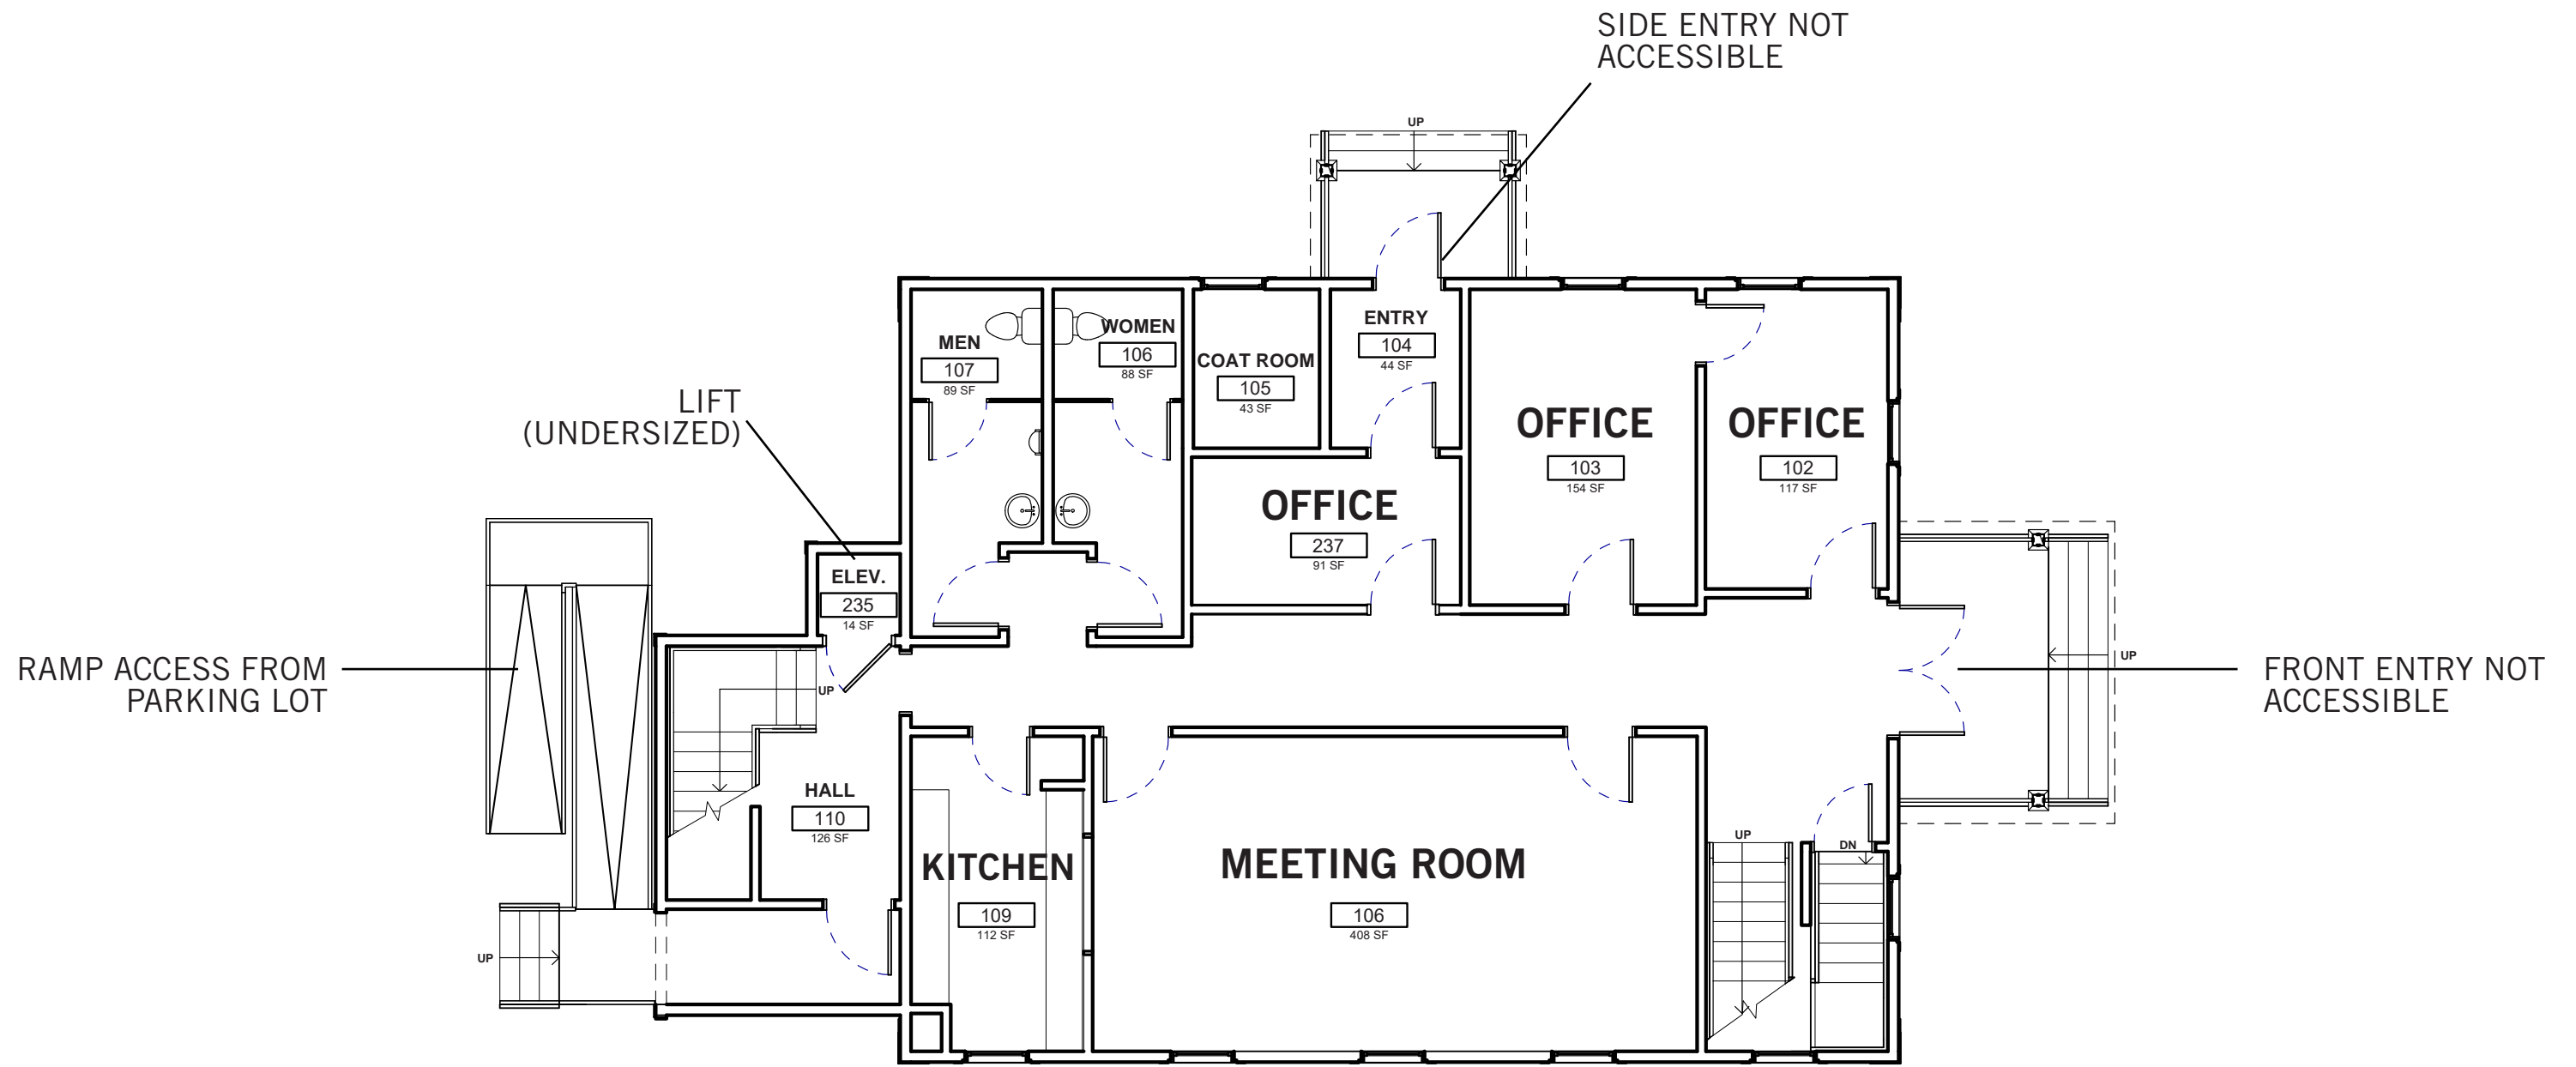 SIDE ENTRY NOT
ACCESSIBLE
UP
MEN
107
89 SF
WOMEN
106
88 SF
COAT ROOM
105
43 SF
ENTRY
104
44 SF
OFFICE
103
154 SF
OFFICE
102
117 SF
LIFT
(UNDERSIZED)
OFFICE
237
91 SF
ELEV.
235
14 SF
RAMP ACCESS FROM
PARKING LOT
UP
UP
FRONT ENTRY NOT
ACCESSIBLE
HALL
110
126 SF
KITCHEN
109
112 SF
MEETING ROOM
106
408 SF
UP
DN
UP